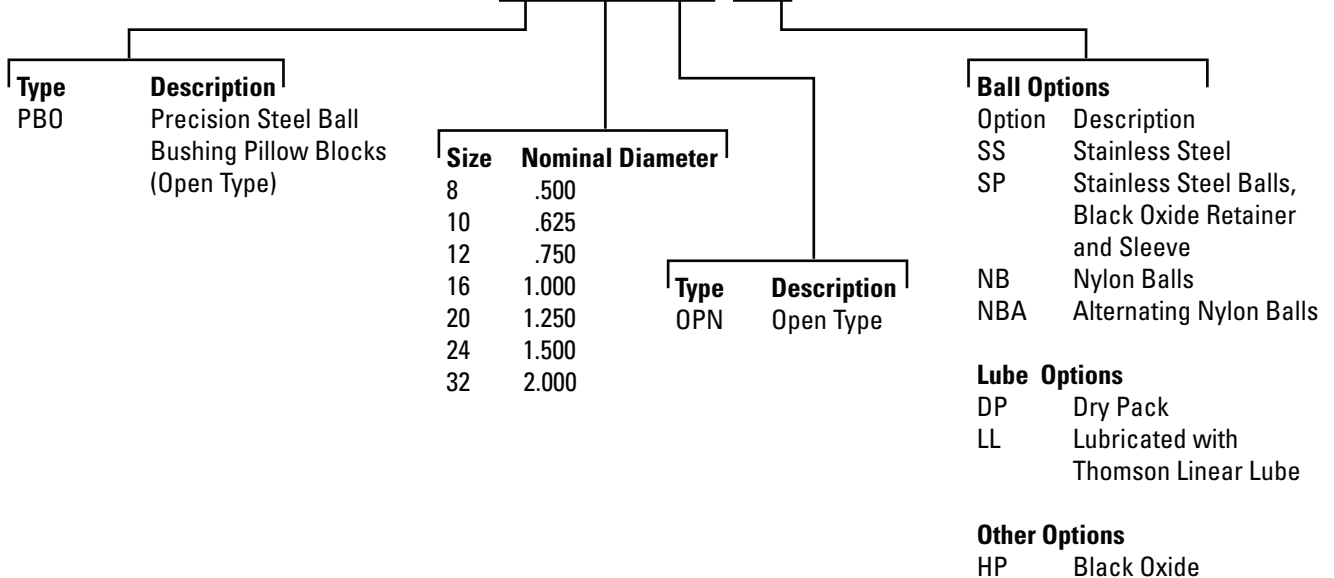 Type Description
PBO Precision Steel Ball
Bushing Pillow Blocks
(Open Type)
Size Nominal Diameter
8 .500
10 .625
12 .750
16 1.000
20 1.250
24 1.500
32 2.000
Type Description
OPN Open Type
Ball Options
Option Description
SS Stainless Steel
SP Stainless Steel Balls,
Black Oxide Retainer
and Sleeve
NB Nylon Balls
NBA Alternating Nylon Balls
Lube Options
DP Dry Pack
LL Lubricated with
Thomson Linear Lube
Other Options
HP Black Oxide